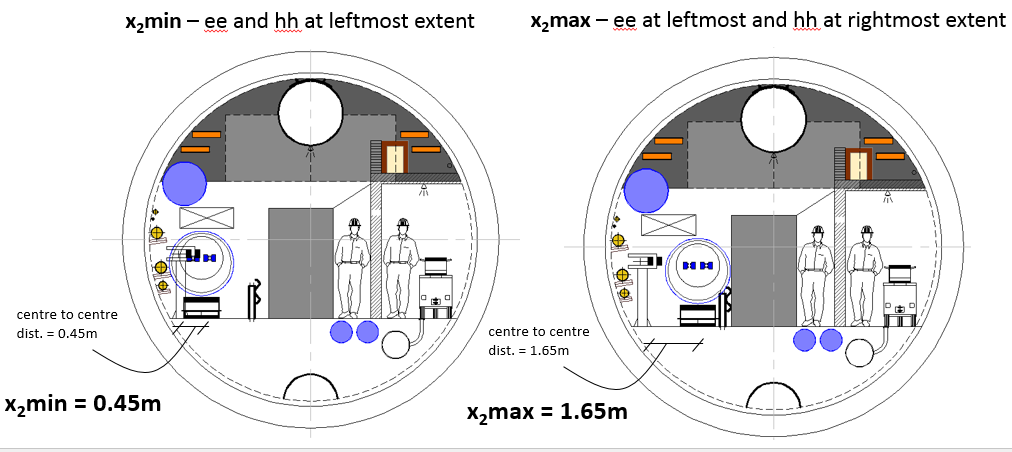 x₂min – ee and hh at leftmost extent
x₂max – ee at leftmost and hh at rightmost extent
centre to centre
dist. = 0.45m
x₂min = 0.45m
centre to centre
dist. = 1.65m
x₂max = 1.65m